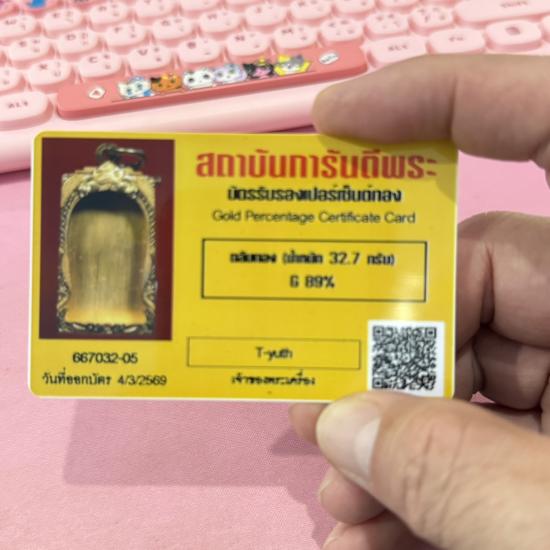 สถาบันการันตีพระ
บัตรรับรองเปอร์เซ็นต์ทอง
Gold Percentage Certificate Card
ตลับทอง (น้ำหนัก 32.7 กรัม)
G 89%
667032-05
วันที่ออกบัตร 4/3/2569
T-yuth
เจ้าของพระเครื่อง
ALT